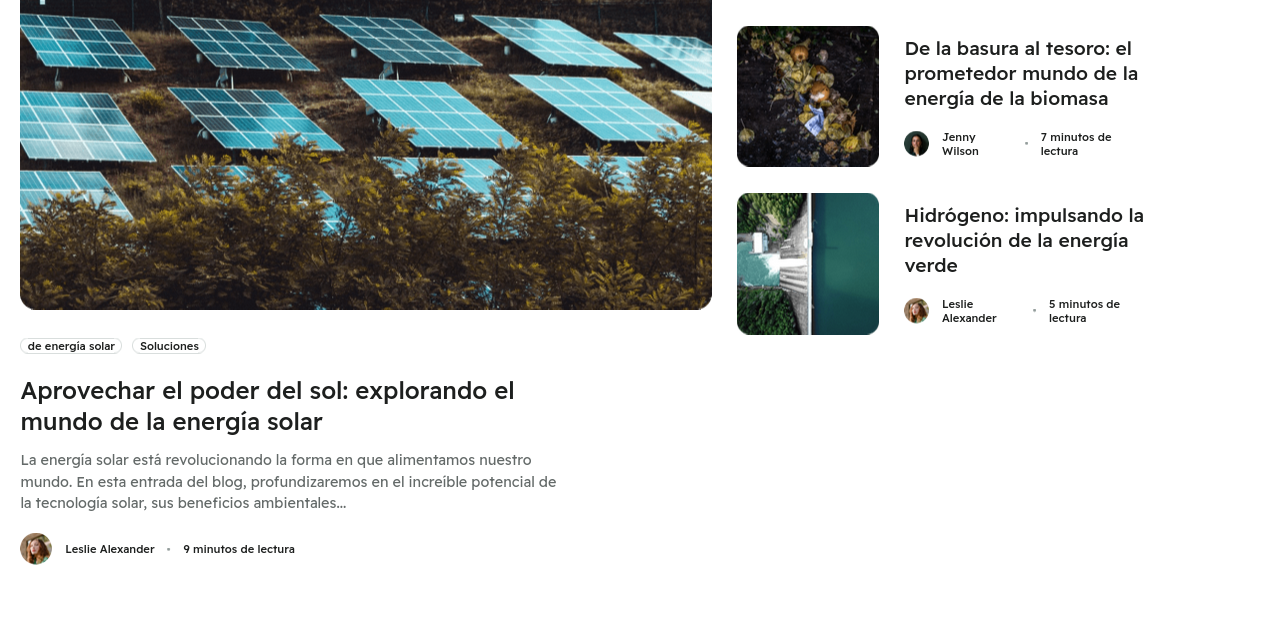 de energía solar
Soluciones
Aprovechar el poder del sol: explorando el
mundo de la energía solar
La energía solar está revolucionando la forma en que alimentamos nuestro
mundo. En esta entrada del blog, profundizaremos en el increíble potencial de
la tecnología solar, sus beneficios ambientales...
Leslie Alexander
9 minutos de lectura
De la basura al tesoro: el
prometedor mundo de la
energía de la biomasa
Jenny
Wilson
7 minutos de
lectura
Hidrógeno: impulsando la
revolución de la energía
verde
Leslie
Alexander
5 minutos de
lectura